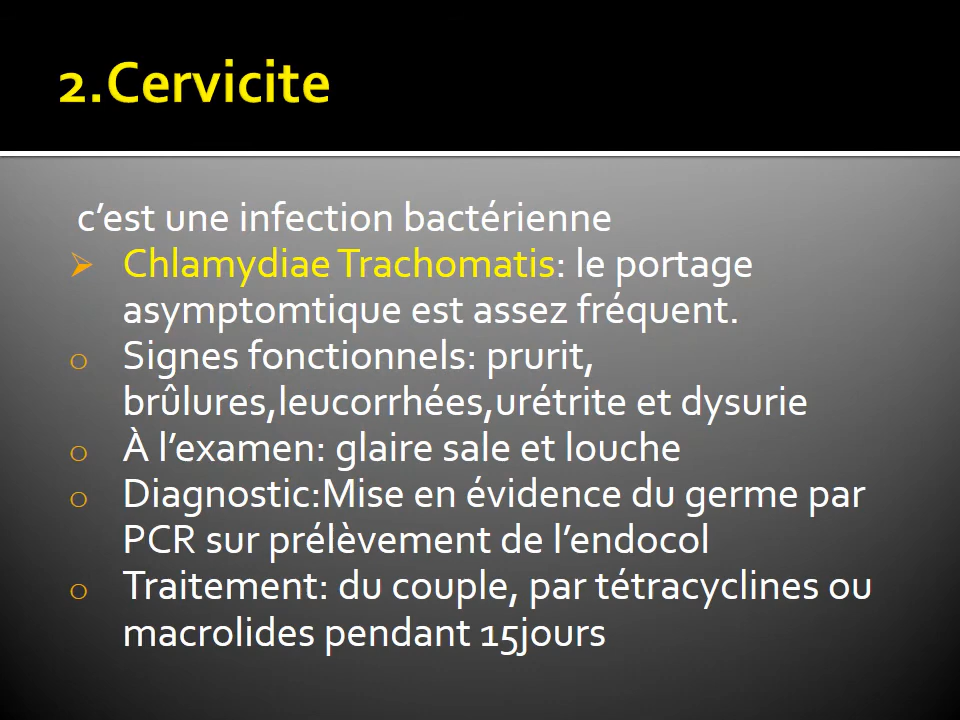 2.Cervicite
c’est une infection bactérienne
➢ Chlamydiae Trachomatis: le portage
asymptomtique est assez fréquent.
o Signes fonctionnels: prurit,
brûlures,leucorrhées,urétrite et dysurie
o À l’examen: glaire sale et louche
o Diagnostic:Mise en évidence du germe par
PCR sur prélèvement de l’endocol
o Traitement: du couple, par tétracyclines ou
macrolides pendant 15jours